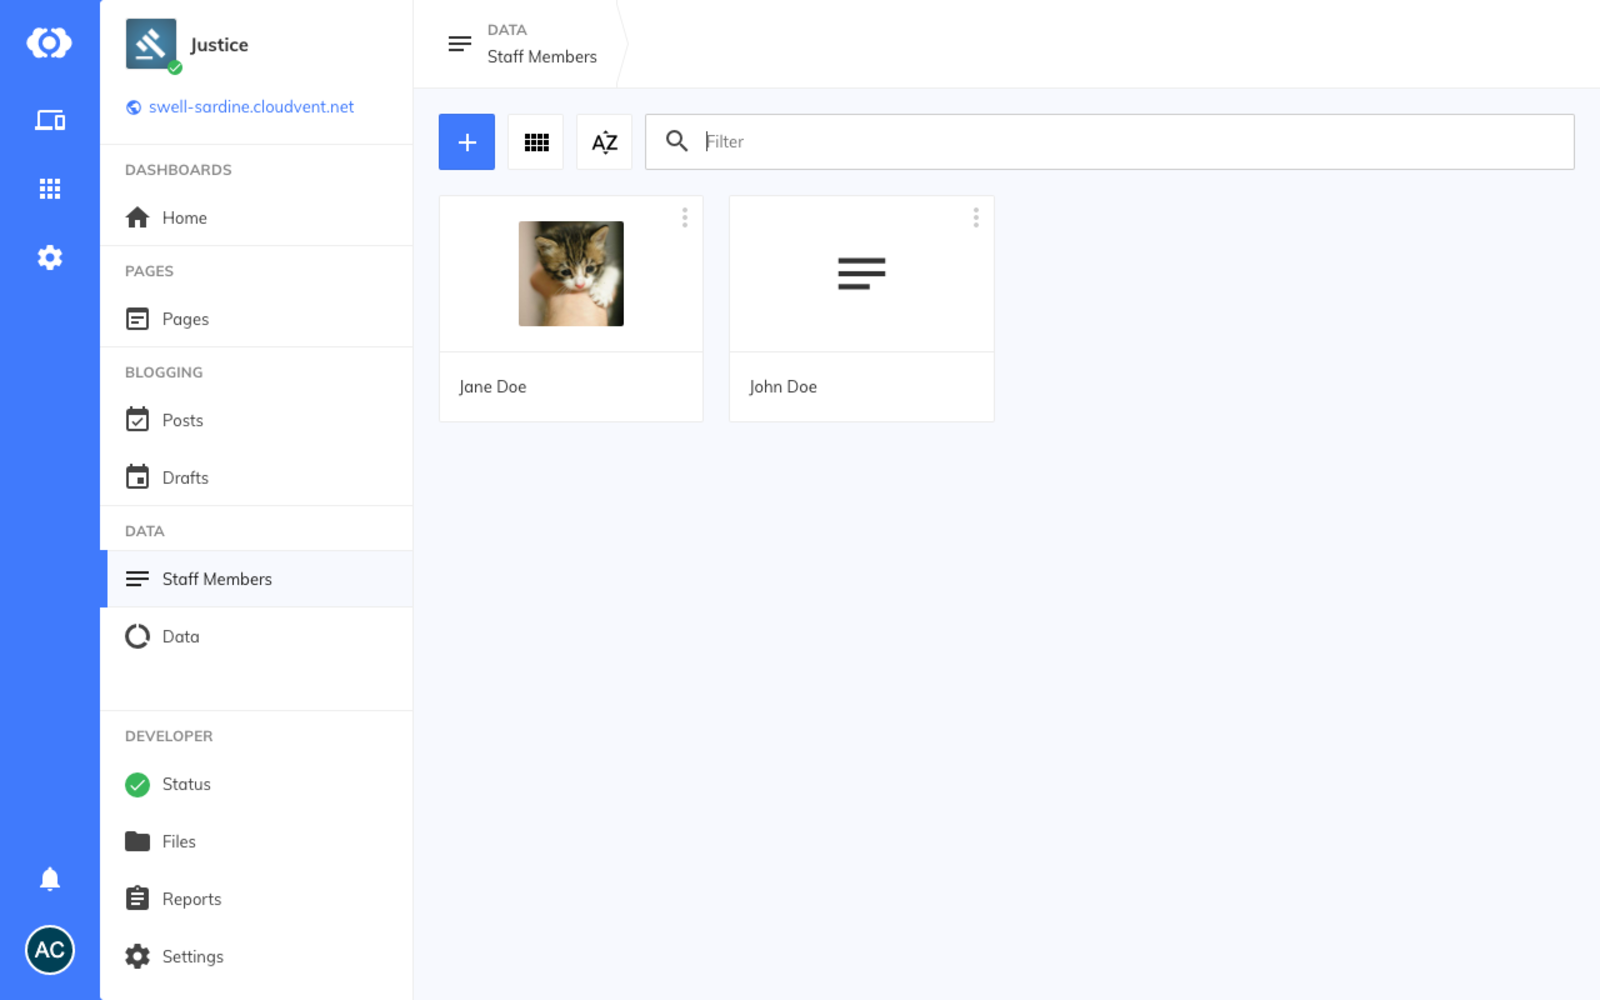 Justice
swell-sardine.cloudvent.net
DASHBOARDS
Home
PAGES
Pages
BLOGGING
Posts
Drafts
DATA
Staff Members
Data
DEVELOPER
Status
Files
Reports
Settings
AC
DATA
Staff Members
AZ
Filter
Jane Doe
John Doe